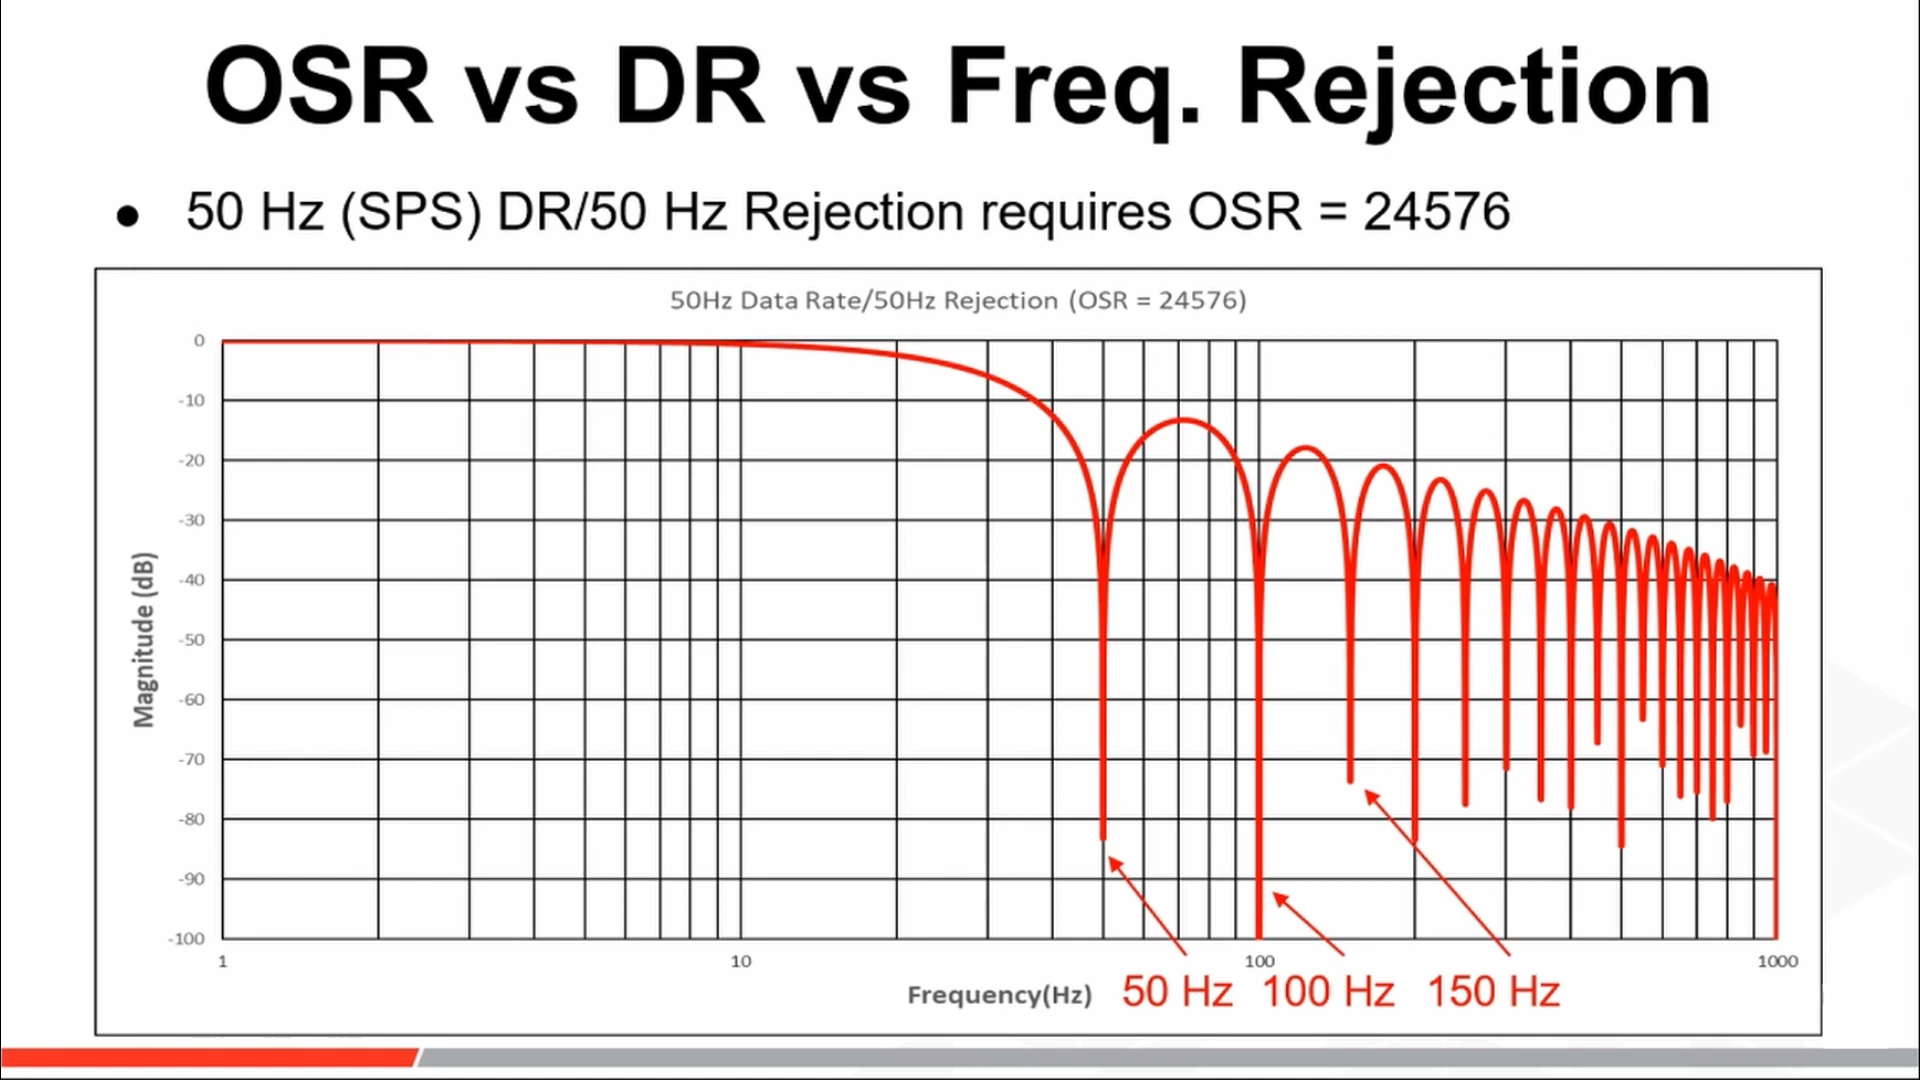 OSR vs DR vs Freq. Rejection
● 50 Hz (SPS) DR/50 Hz Rejection requires OSR = 24576
50Hz Data Rate/50Hz Rejection (OSR = 24576)
0
-10
-20
-30
-40
-50
-60
-70
-80
-90
-100
Magnitude (dB)
1 10 100 1000
Frequency(Hz) 50 Hz 100 Hz 150 Hz